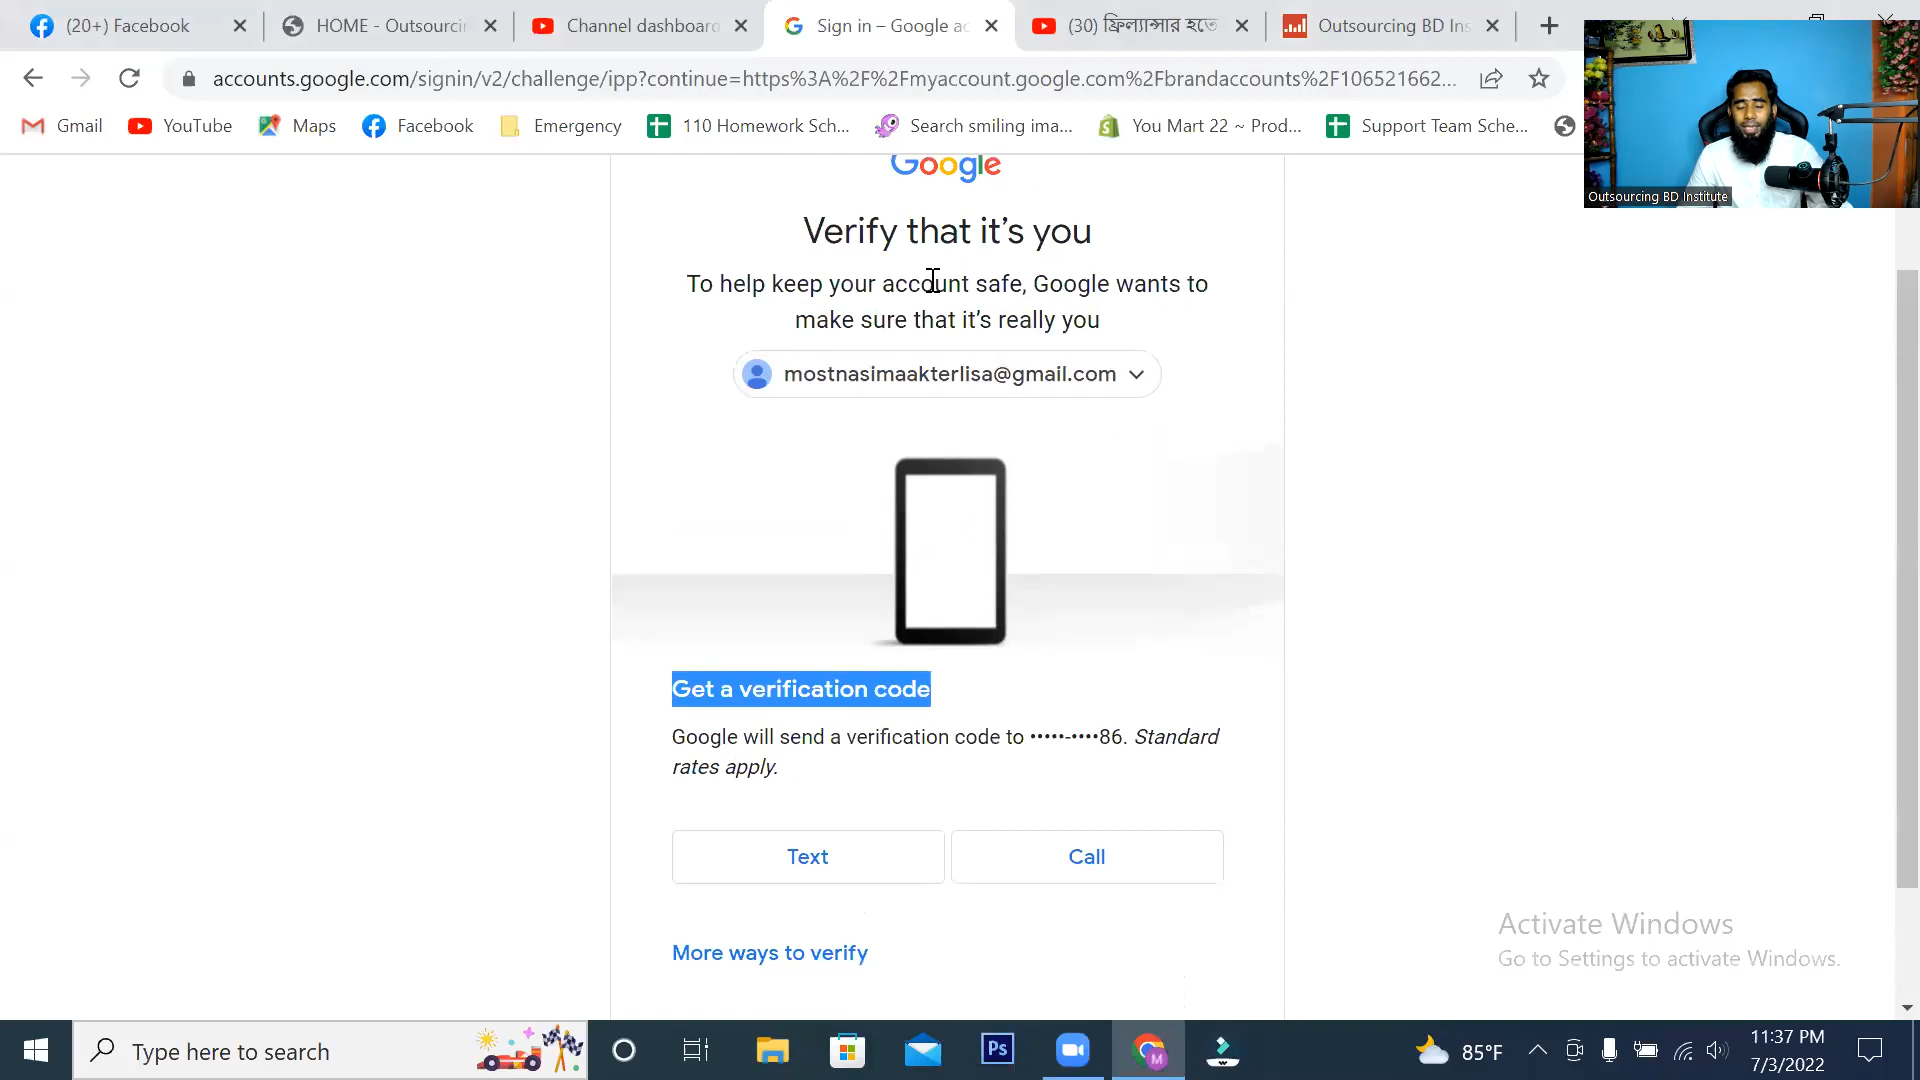 (20+) Facebook
HOME - Outsourcin
Channel dashboard
Sign in – Google ac
(30) ফ্রিল্যান্সার হতে
Outsourcing BD Ins
accounts.google.com/signin/v2/challenge/ipp?continue=https%3A%2F%2Fmyaccount.google.com%2Fbrandaccounts%2F106521662...
Gmail
YouTube
Maps
Facebook
Emergency
110 Homework Sch...
Search smiling ima...
You Mart 22 ~ Prod...
Support Team Sche...
Outsourcing BD Institute
Google
Verify that it’s you
To help keep your account safe, Google wants to
make sure that it’s really you
mostnasimaakterlisa@gmail.com
Get a verification code
Google will send a verification code to •••••-••••86. Standard
rates apply.
Text
Call
More ways to verify
Activate Windows
Go to Settings to activate Windows.
Type here to search
Ps
M
85°F
11:37 PM
7/3/2022